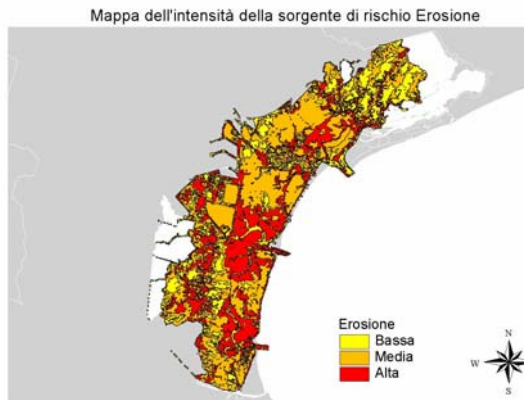 Mappa dell'intensità della sorgente di rischio Erosione
Erosione
Bassa
Media
Alta
N
W E
S